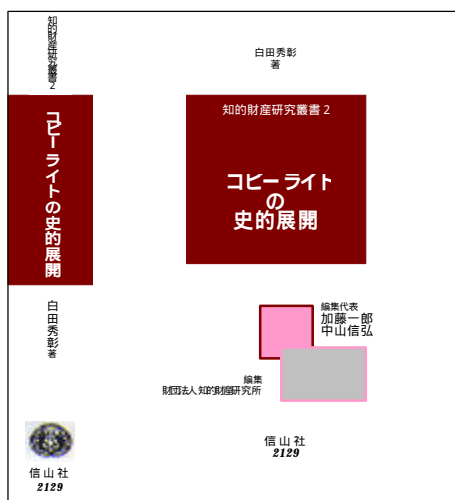 知的財産研究叢書 2
コピーライトの史的展開
白田秀彰 著
信山社
2129
白田秀彰
著
知的財産研究叢書 2
コピー ライト
の
史的展開
編集代表
加藤一郎
中山信弘
編集
財団法人 知的財産研究所
信山社
2129